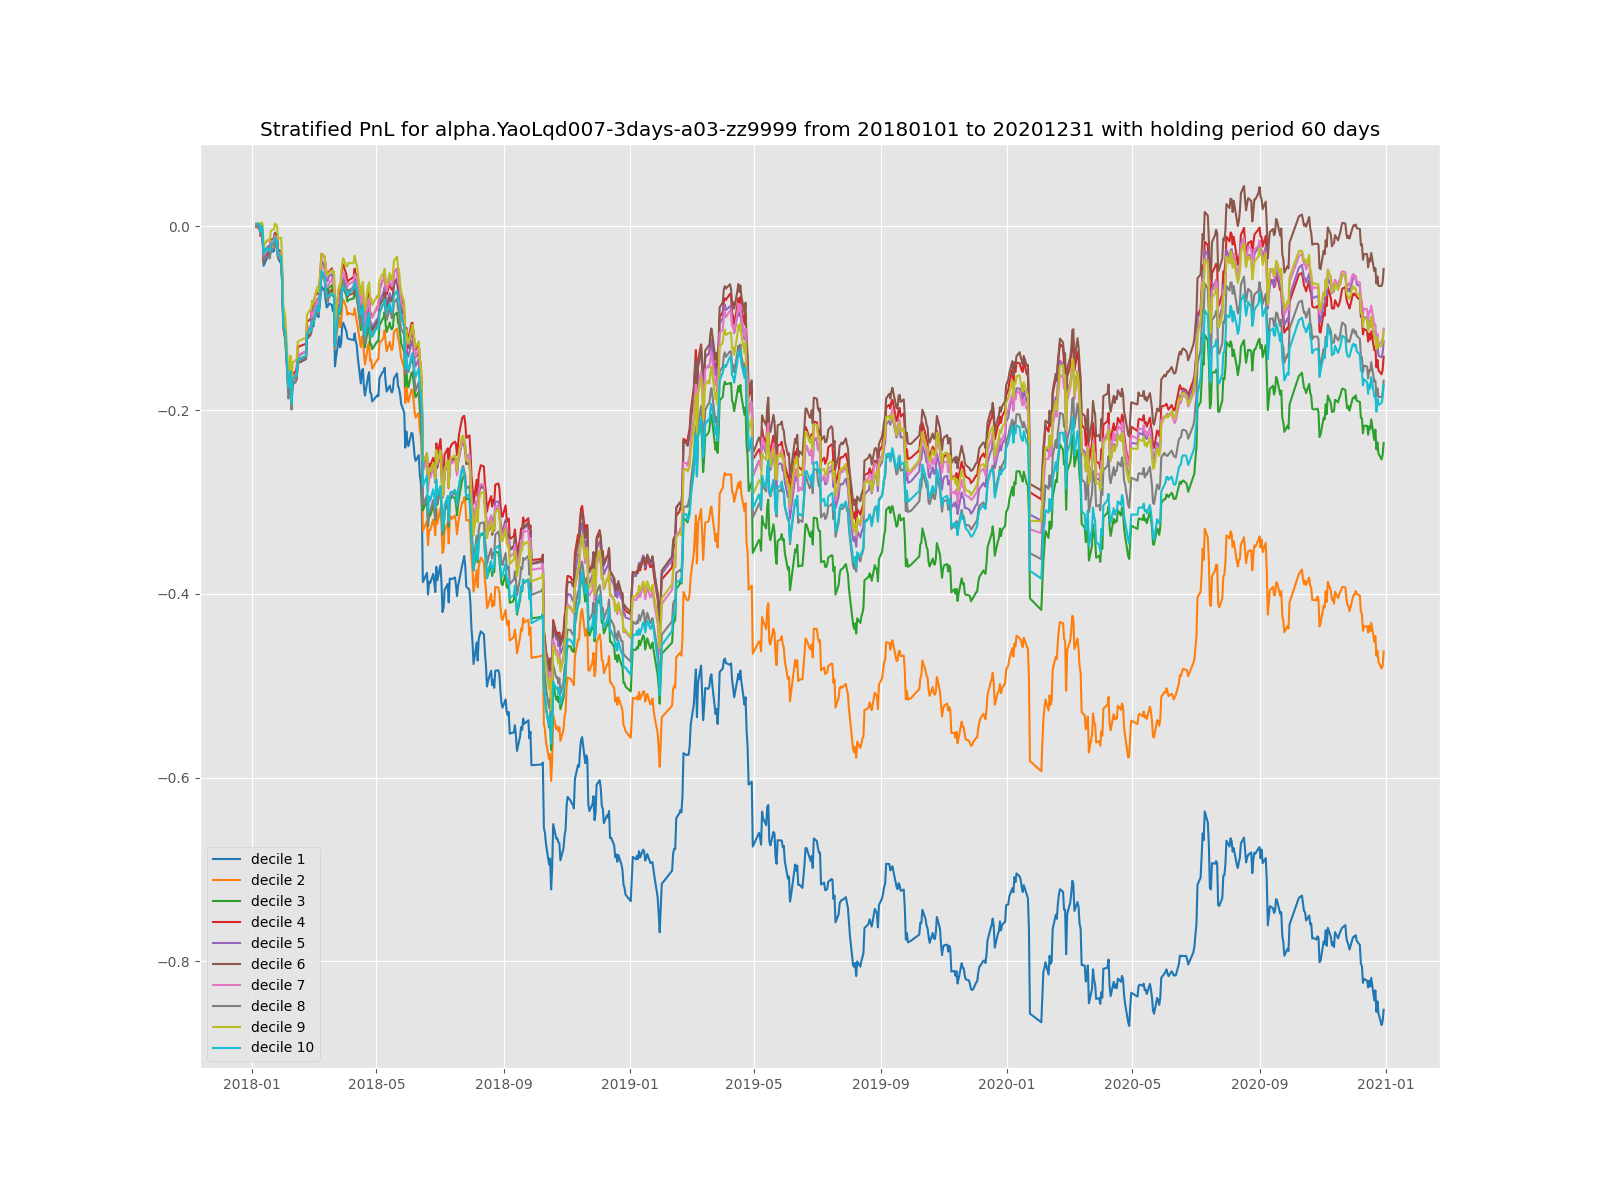 Stratified PnL for alpha.YaoLqd007-3days-a03-zz9999 from 20180101 to 20201231 with holding period 60 days
0.0
−0.2
−0.4
−0.6
−0.8
decile 1
decile 2
decile 3
decile 4
decile 5
decile 6
decile 7
decile 8
decile 9
decile 10
2018-01
2018-05
2018-09
2019-01
2019-05
2019-09
2020-01
2020-05
2020-09
2021-01